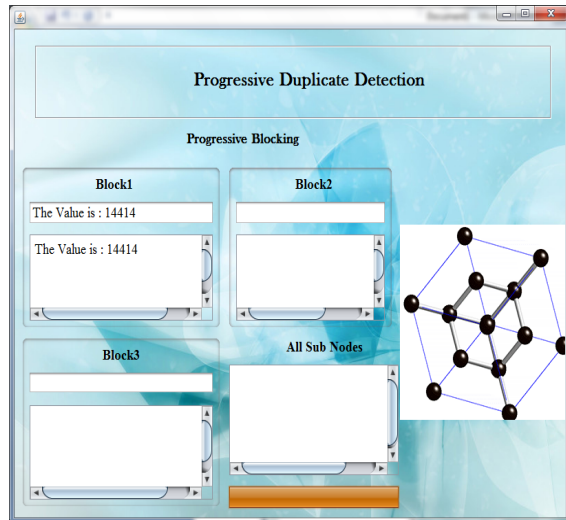 Progressive Duplicate Detection
Progressive Blocking
Block1
Block2
The Value is : 14414
The Value is : 14414
Block3
All Sub Nodes